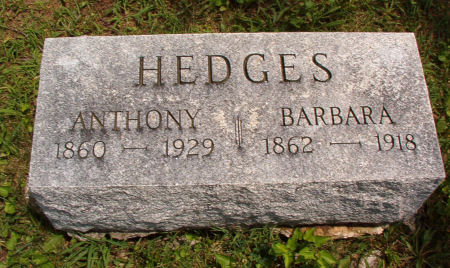 HEDGES
ANTHONY BARBARA
1860 — 1929 1862 — 1918